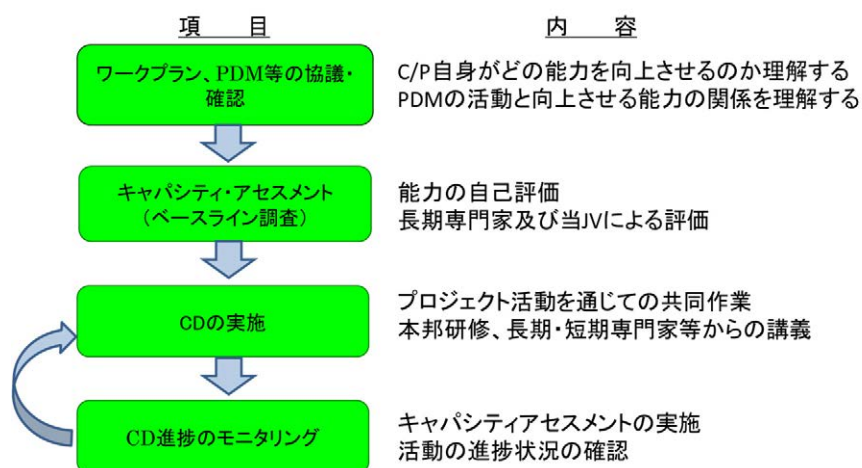 項　目
内　容
ワークプラン、PDM等の協議・
確認
C/P自身がどの能力を向上させるのか理解する
PDMの活動と向上させる能力の関係を理解する
キャパシティ・アセスメント
（ベースライン調査）
能力の自己評価
長期専門家及び当JVによる評価
CDの実施
プロジェクト活動を通じての共同作業
本邦研修、長期・短期専門家等からの講義
CD進捗のモニタリング
キャパシティアセスメントの実施
活動の進捗状況の確認